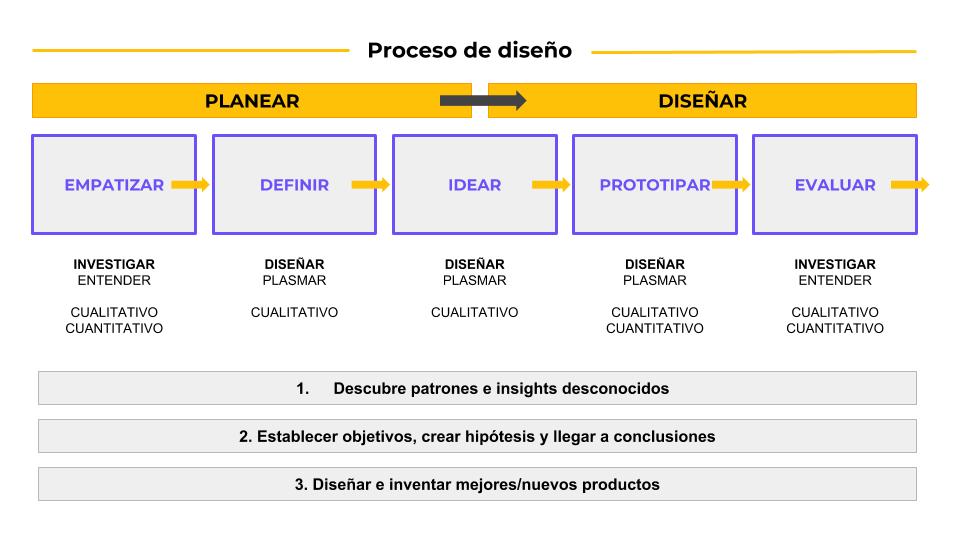 Proceso de diseño
PLANEAR
DISEÑAR
EMPATIZAR
DEFINIR
IDEAR
PROTOTIPAR
EVALUAR
INVESTIGAR
ENTENDER
CUALITATIVO
CUANTITATIVO
DISEÑAR
PLASMAR
CUALITATIVO
DISEÑAR
PLASMAR
CUALITATIVO
DISEÑAR
PLASMAR
CUALITATIVO
CUANTITATIVO
INVESTIGAR
ENTENDER
CUALITATIVO
CUANTITATIVO
1. Descubre patrones e insights desconocidos
2. Establecer objetivos, crear hipótesis y llegar a conclusiones
3. Diseñar e inventar mejores/nuevos productos